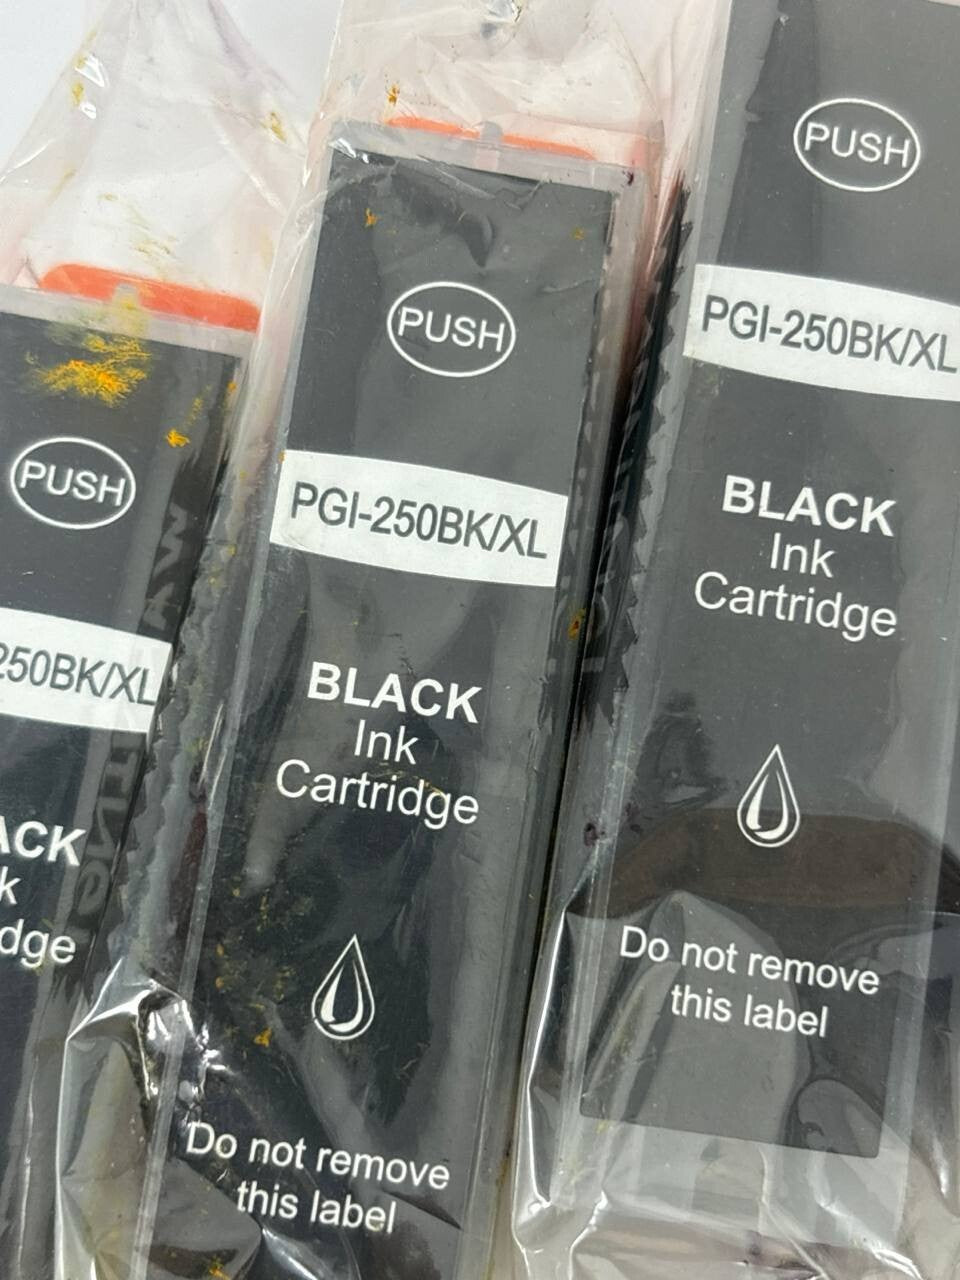 PUSH
250BK/XL
ACK
k
dge
PUSH
PGI-250BK/XL
BLACK
Ink
Cartridge
Do not remove
this label
PUSH
PGI-250BK/XL
BLACK
Ink
Cartridge
Do not remove
this label